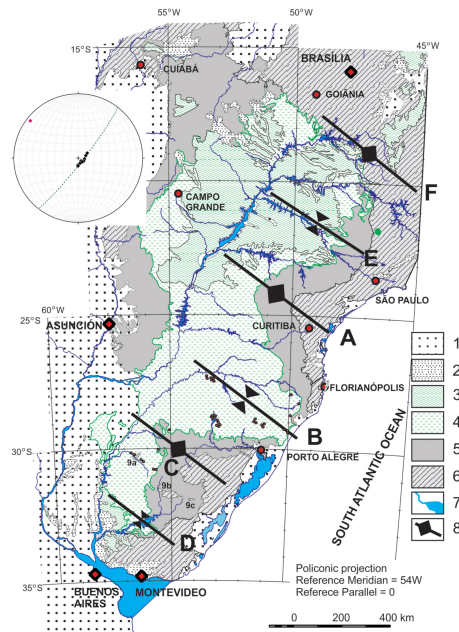 55°W
50°W
45°W
15°S
BRASÍLIA
CUIABÁ
GOIÂNIA
CAMPO
GRANDE
F
E
SÃO PAULO
60°W
25°S
ASUNCIÓN
CURITIBA
A
1
2
3
4
5
6
7
8
FLORIANÓPOLIS
B
30°S
C
PORTO ALEGRE
9a
9b
9c
SOUTH ATLANTIC OCEAN
D
35°S
BUENOS
AIRES
MONTEVIDEO
Policonic projection
Reference Meridian = 54W
Referece Parallel = 0
0
200
400 km